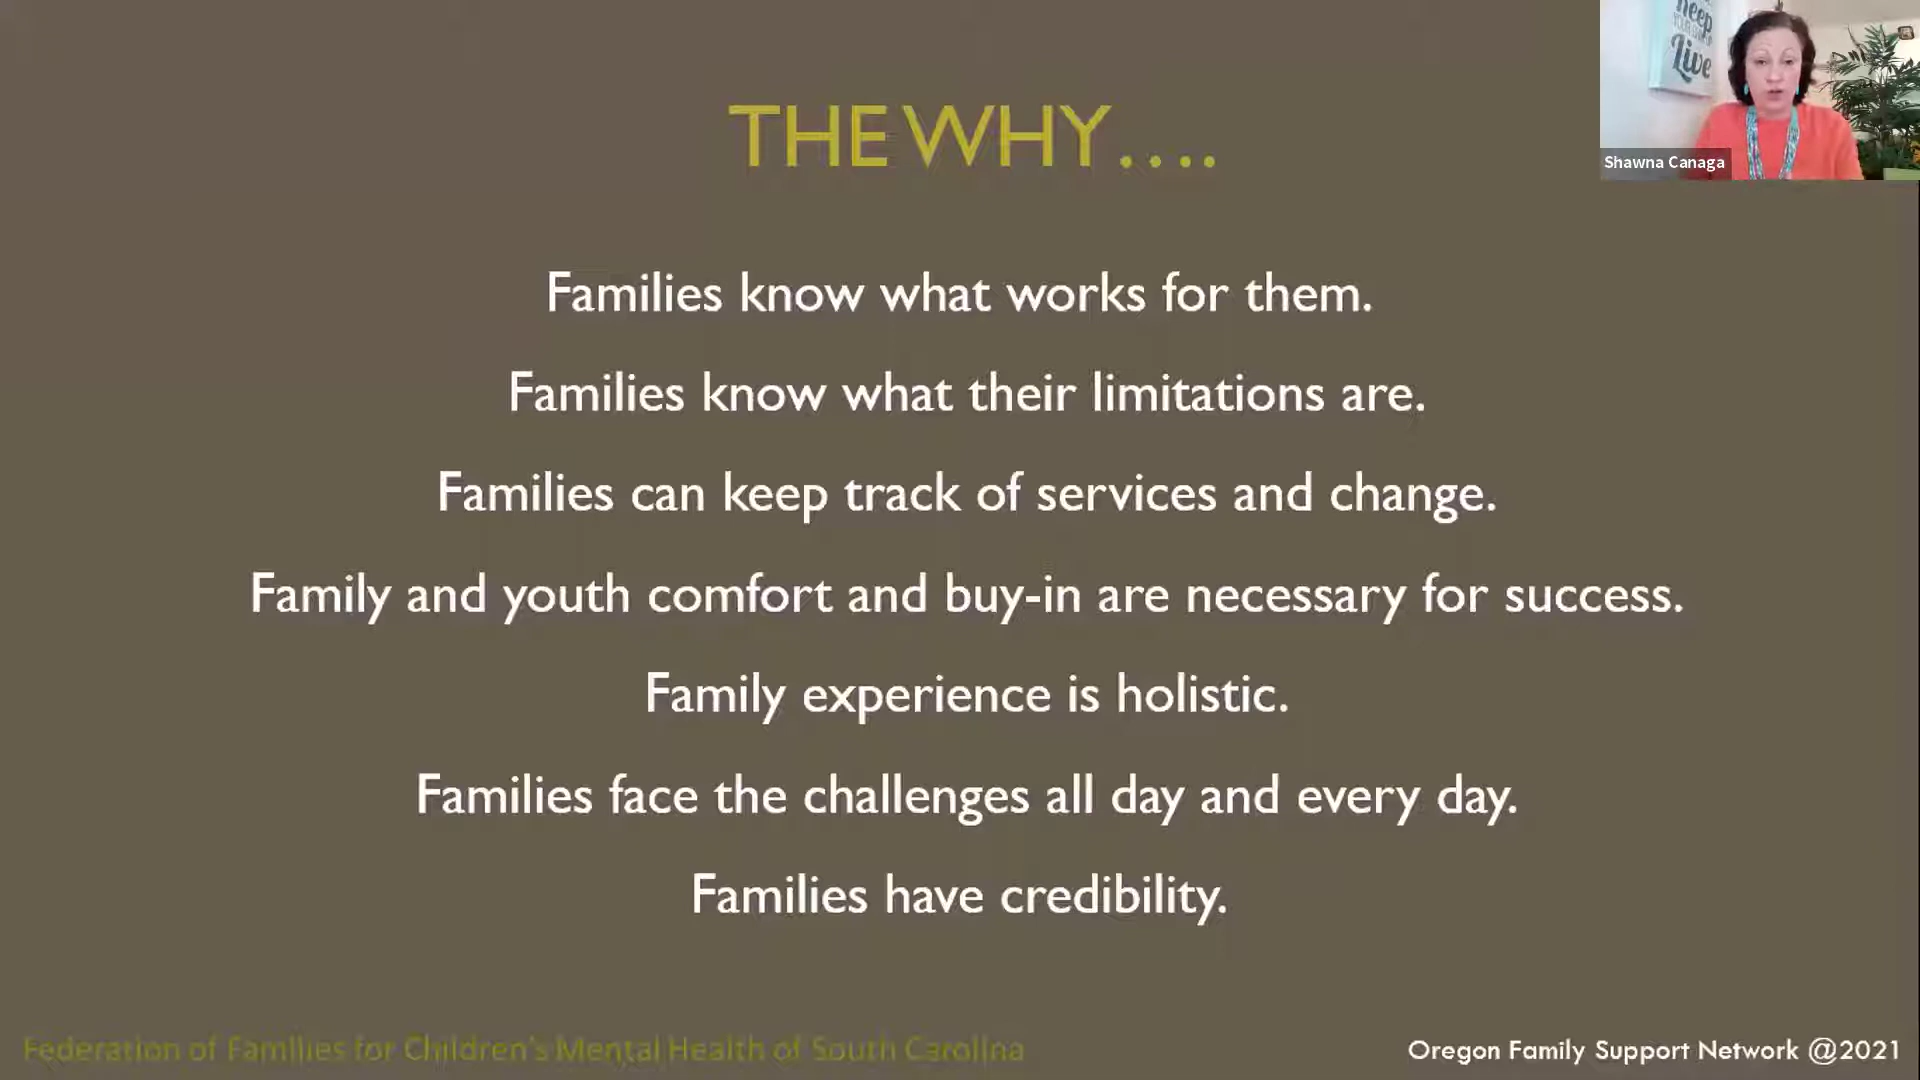 THE WHY....
Families know what works for them.
Families know what their limitations are.
Families can keep track of services and change.
Family and youth comfort and buy-in are necessary for success.
Family experience is holistic.
Families face the challenges all day and every day.
Families have credibility.
Federation of Families for Children's Mental Health of South Carolina
Oregon Family Support Network @2021
keep
Live
Shawna Canaga